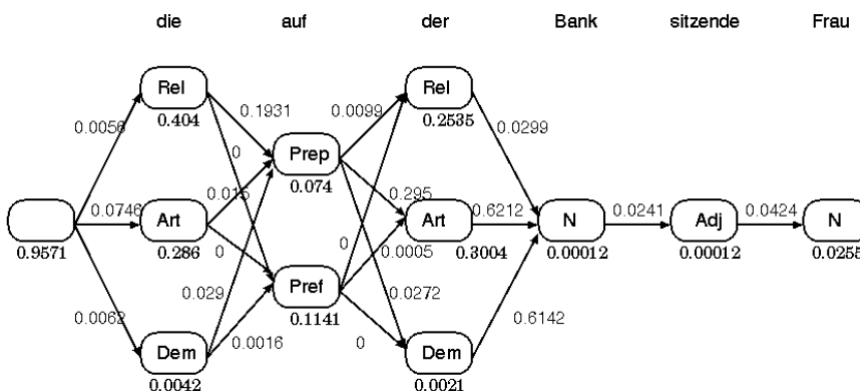 die auf der Bank sitzende Frau
Rel Rel
0.1931 0.0099
0.404 0.2535
0.0056 0.0299
0 Prep
0.074
0.015 0.295
0.0746 Art Art 0.6212 N 0.0241 Adj 0.0424 N
0.9571 0.286 0 0 0.0005 0.3004 0.00012 0.00012 0.0255
0.029 Pref 0.0272
0.0062 0.1141 0.6142
0.0016 0
Dem Dem
0.0042 0.0021